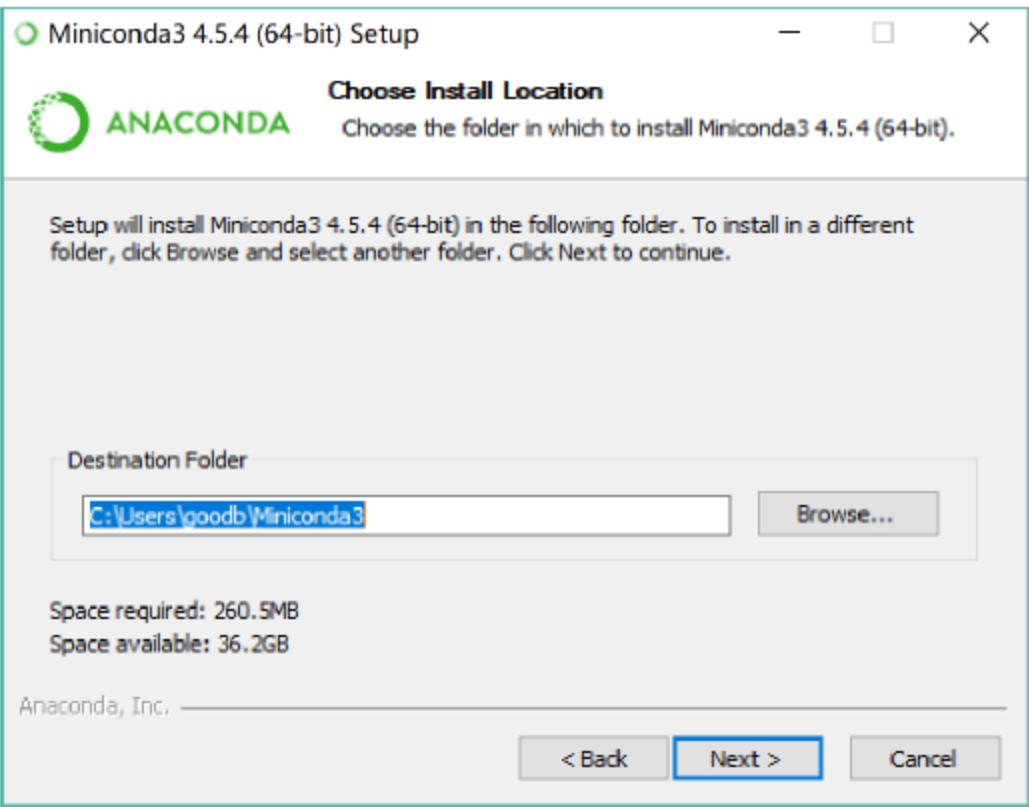 Miniconda3 4.5.4 (64-bit) Setup
ANACONDA
Choose Install Location
Choose the folder in which to install Miniconda3 4.5.4 (64-bit).
Setup will install Miniconda3 4.5.4 (64-bit) in the following folder. To install in a different
folder, click Browse and select another folder. Click Next to continue.
Destination Folder
C:\Users\goodb\Miniconda3
Browse...
Space required: 260.5MB
Space available: 36.2GB
Anaconda, Inc.
< Back
Next >
Cancel